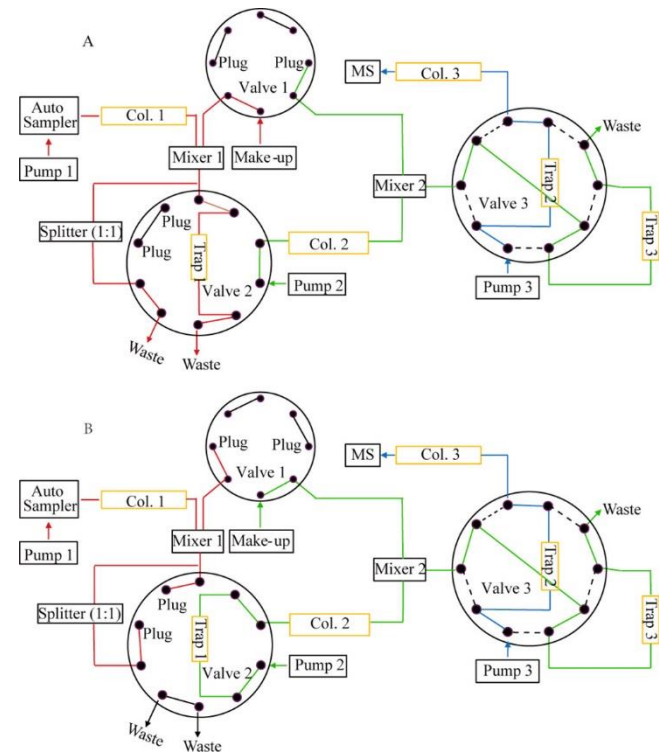 A
Plug
Plug
Valve 1
MS
Col. 3
Auto
Sampler
Col. 1
Waste
Pump 1
Mixer 1
Make-up
Mixer 2
Valve 3
Trap 2
Trap 3
Splitter (1:1)
Plug
Plug
Trap 1
Valve 2
Col. 2
Pump 2
Pump 3
Waste
Waste
B
Plug
Plug
Valve 1
MS
Col. 3
Auto
Sampler
Col. 1
Waste
Pump 1
Mixer 1
Make-up
Mixer 2
Valve 3
Trap 2
Trap 3
Splitter (1:1)
Plug
Plug
Trap 1
Valve 2
Col. 2
Pump 2
Pump 3
Waste
Waste